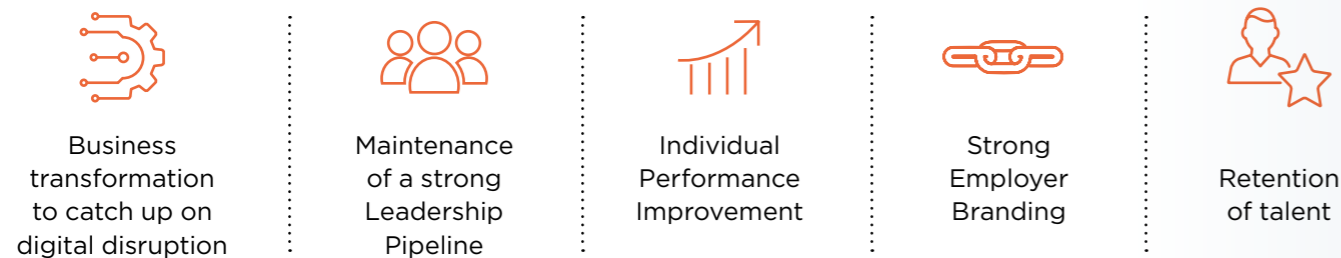 Business
transformation
to catch up on
digital disruption
Maintenance
of a strong
Leadership
Pipeline
Individual
Performance
Improvement
Strong
Employer
Branding
Retention
of talent